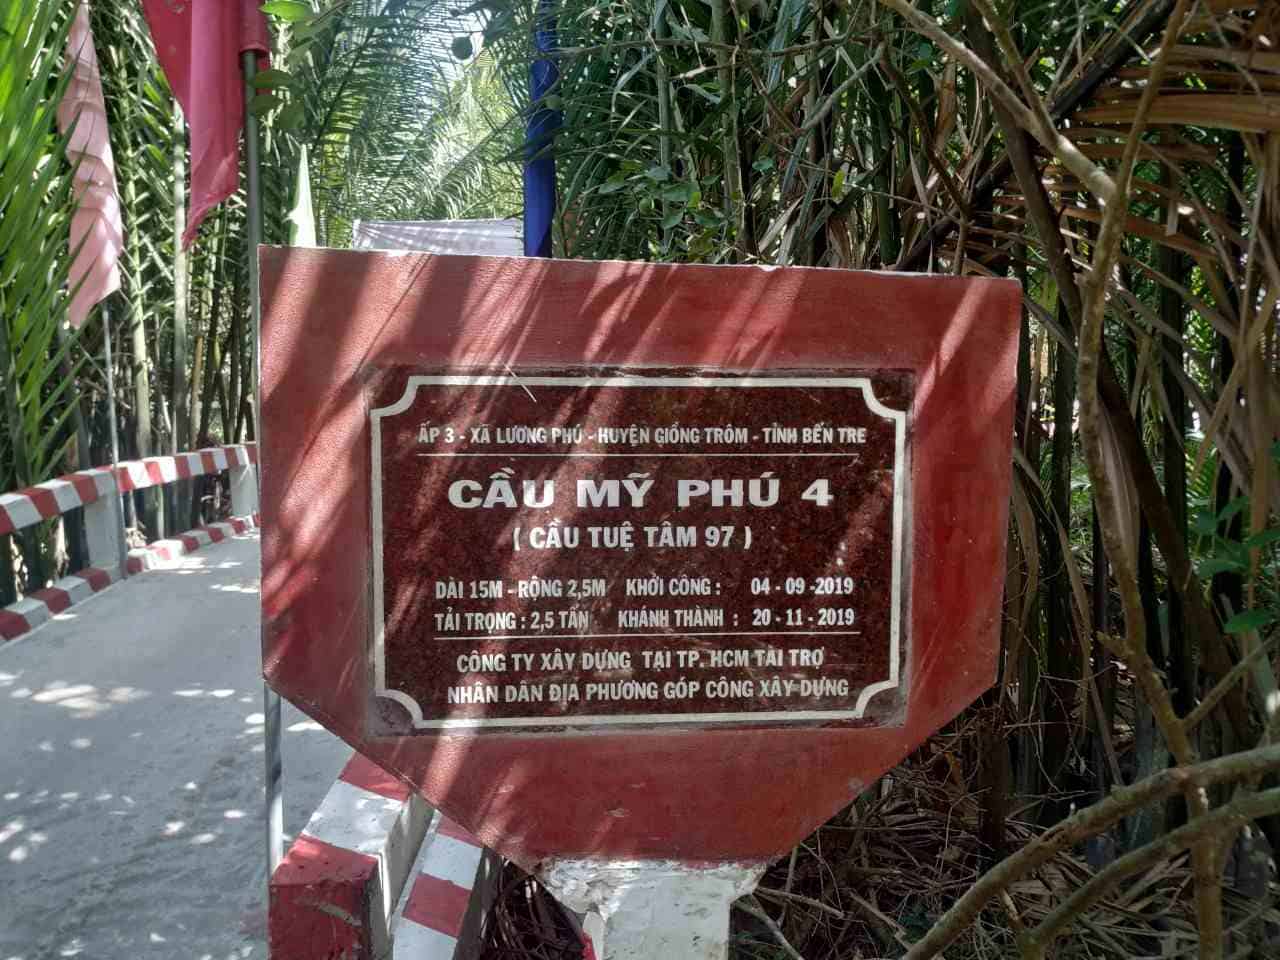 ẤP 3 - XÃ LƯƠNG PHÚ - HUYỆN GIỒNG TRÔM - TỈNH BẾN TRE
CẦU MỸ PHÚ 4
( CẦU TUỆ TÂM 97 )
DÀI 15M - RỘNG 2,5M KHỞI CÔNG : 04 - 09 -2019
TẢI TRỌNG : 2,5 TẤN KHÁNH THÀNH : 20 - 11 - 2019
CÔNG TY XÂY DỰNG TẠI TP. HCM TÀI TRỢ
NHÂN DÂN ĐỊA PHƯƠNG GÓP CÔNG XÂY DỰNG